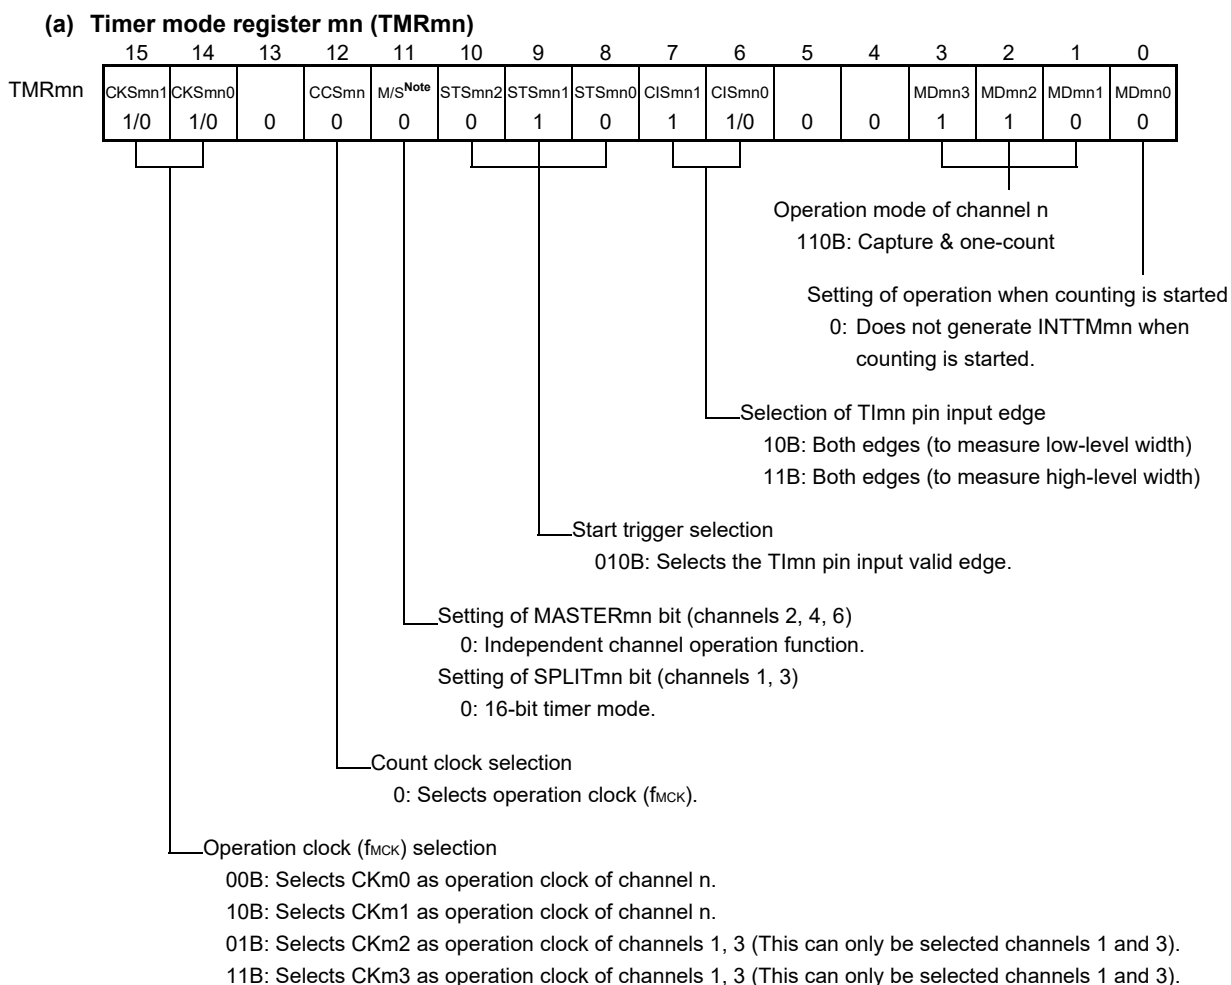 (a) Timer mode register mn (TMRmn)
15 14 13 12 11 10 9 8 7 6 5 4 3 2 1 0
TMRmn CKSmn1 CKSmn0 CCSmn M/SNote STSmn2 STSmn1 STSmn0 CISmn1 CISmn0 MDmn3 MDmn2 MDmn1 MDmn0
1/0 1/0 0 0 0 0 1 0 1 1/0 0 0 1 1 0 0
Operation mode of channel n
110B: Capture & one-count
Setting of operation when counting is started
0: Does not generate INTTMmn when
counting is started.
Selection of TImn pin input edge
10B: Both edges (to measure low-level width)
11B: Both edges (to measure high-level width)
Start trigger selection
010B: Selects the TImn pin input valid edge.
Setting of MASTERmn bit (channels 2, 4, 6)
0: Independent channel operation function.
Setting of SPLITmn bit (channels 1, 3)
0: 16-bit timer mode.
Count clock selection
0: Selects operation clock (fMCK).
Operation clock (fMCK) selection
00B: Selects CKm0 as operation clock of channel n.
10B: Selects CKm1 as operation clock of channel n.
01B: Selects CKm2 as operation clock of channels 1, 3 (This can only be selected channels 1 and 3).
11B: Selects CKm3 as operation clock of channels 1, 3 (This can only be selected channels 1 and 3).